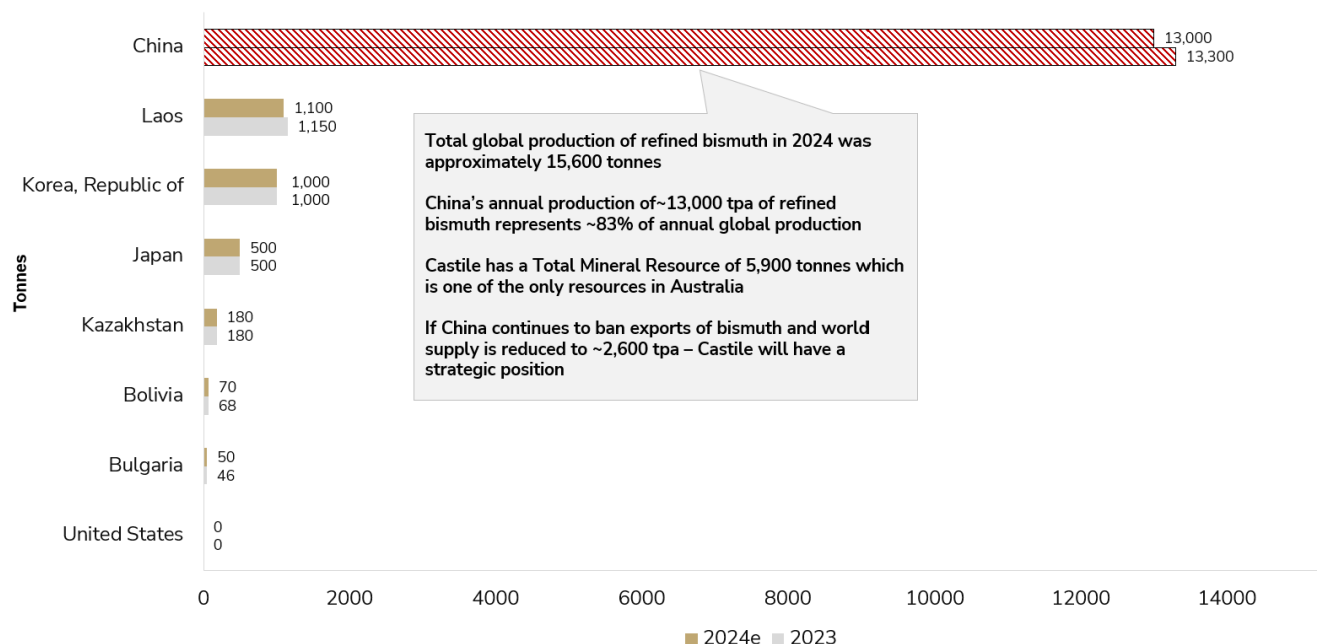 China
13,000
13,300
Laos
1,100
1,150
Korea, Republic of
1,000
1,000
Japan
500
500
Kazakhstan
180
180
Bolivia
70
68
Bulgaria
50
46
United States
0
0
Tonnes
Total global production of refined bismuth in 2024 was
approximately 15,600 tonnes
China’s annual production of~13,000 tpa of refined
bismuth represents ~83% of annual global production
Castile has a Total Mineral Resource of 5,900 tonnes which
is one of the only resources in Australia
If China continues to ban exports of bismuth and world
supply is reduced to ~2,600 tpa – Castile will have a
strategic position
0 2000 4000 6000 8000 10000 12000 14000
2024e 2023